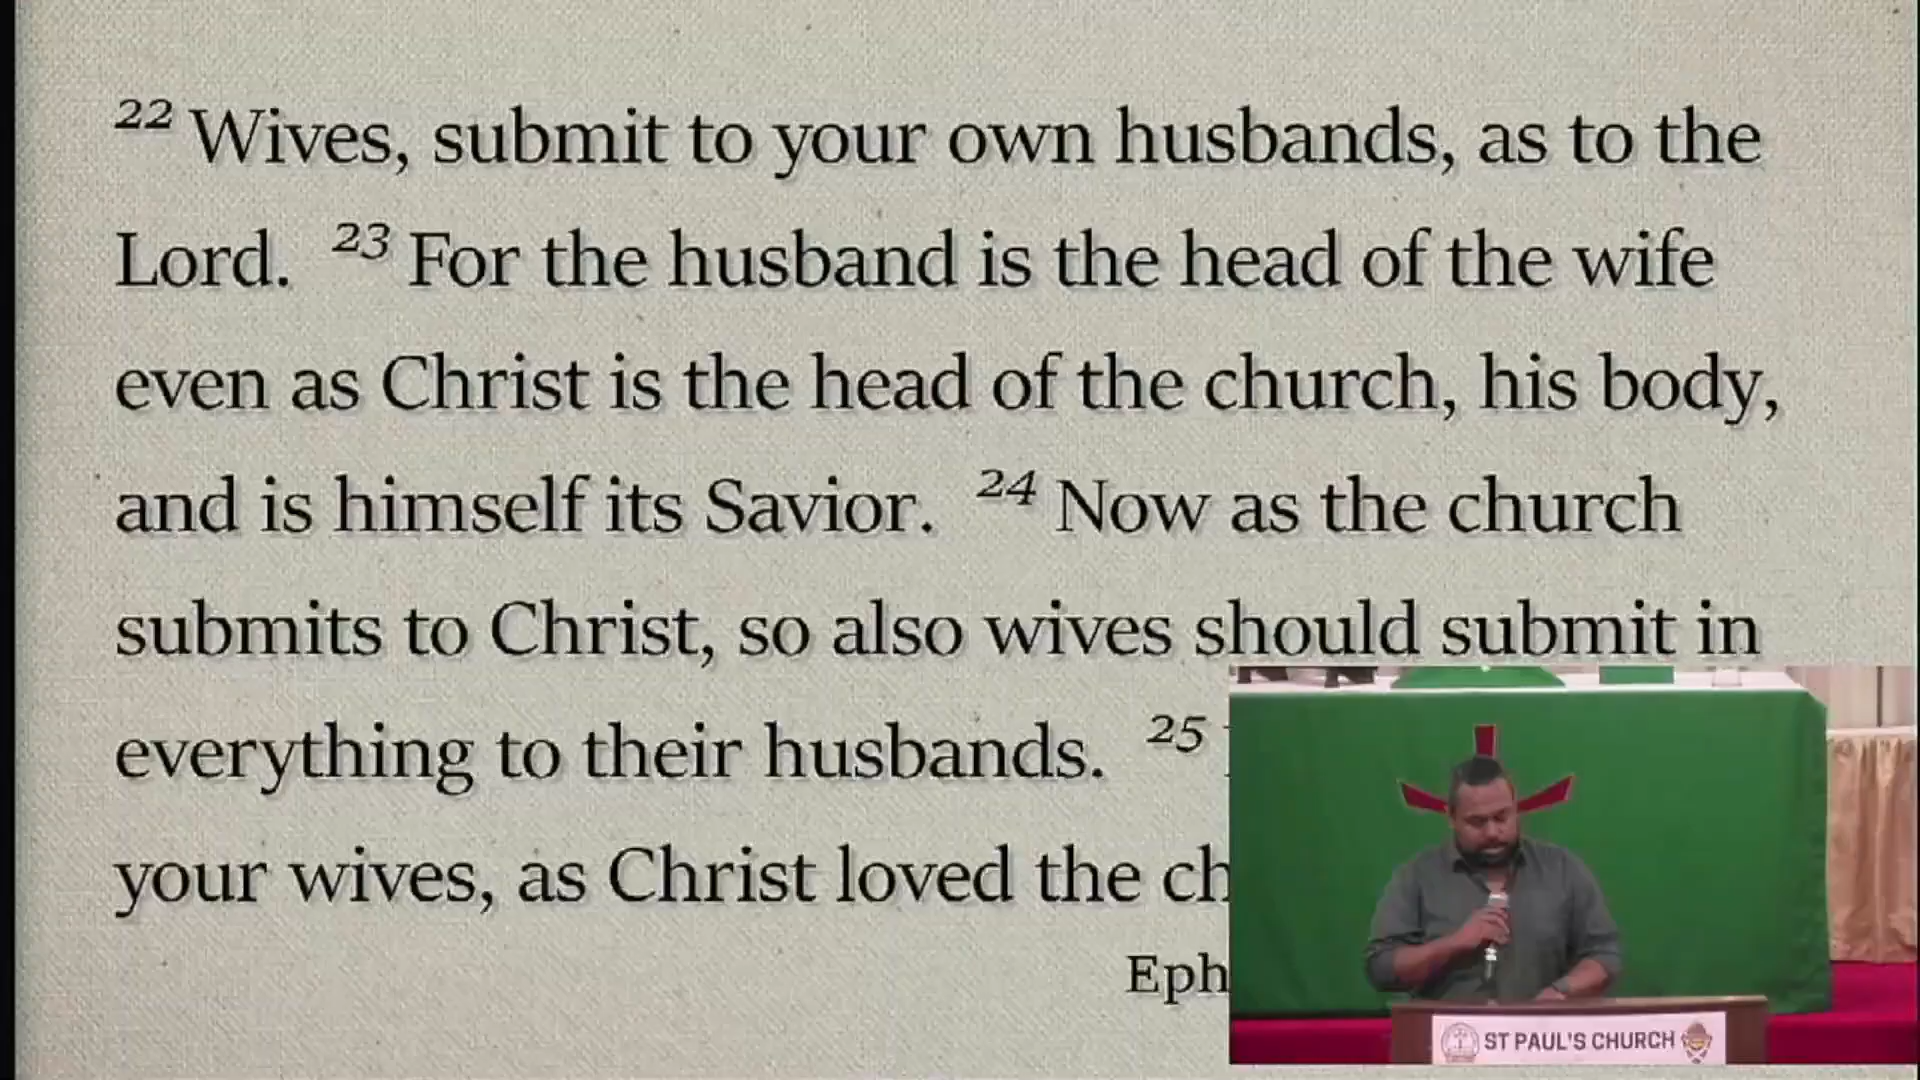 22 Wives, submit to your own husbands, as to the
Lord. 23 For the husband is the head of the wife
even as Christ is the head of the church, his body,
and is himself its Savior. 24 Now as the church
submits to Christ, so also wives should submit in
everything to their husbands. 25
your wives, as Christ loved the ch
Eph
ST PAUL'S CHURCH